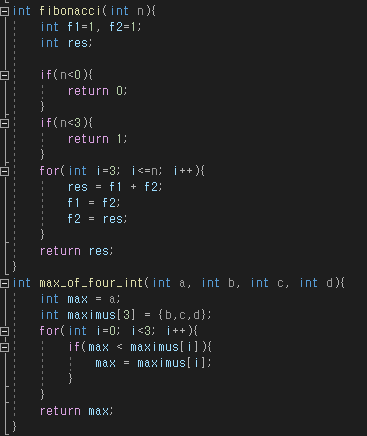 int fibonacci(int n){
    int f1=1, f2=1;
    int res;

    if(n<0){
        return 0;
    }
    if(n<3){
        return 1;
    }
    for(int i=3; i<=n; i++){
        res = f1 + f2;
        f1 = f2;
        f2 = res;
    }
    return res;
}
int max_of_four_int(int a, int b, int c, int d){
    int max = a;
    int maximus[3] = {b,c,d};
    for(int i=0; i<3; i++){
        if(max < maximus[i]){
            max = maximus[i];
        }
    }
    return max;
}